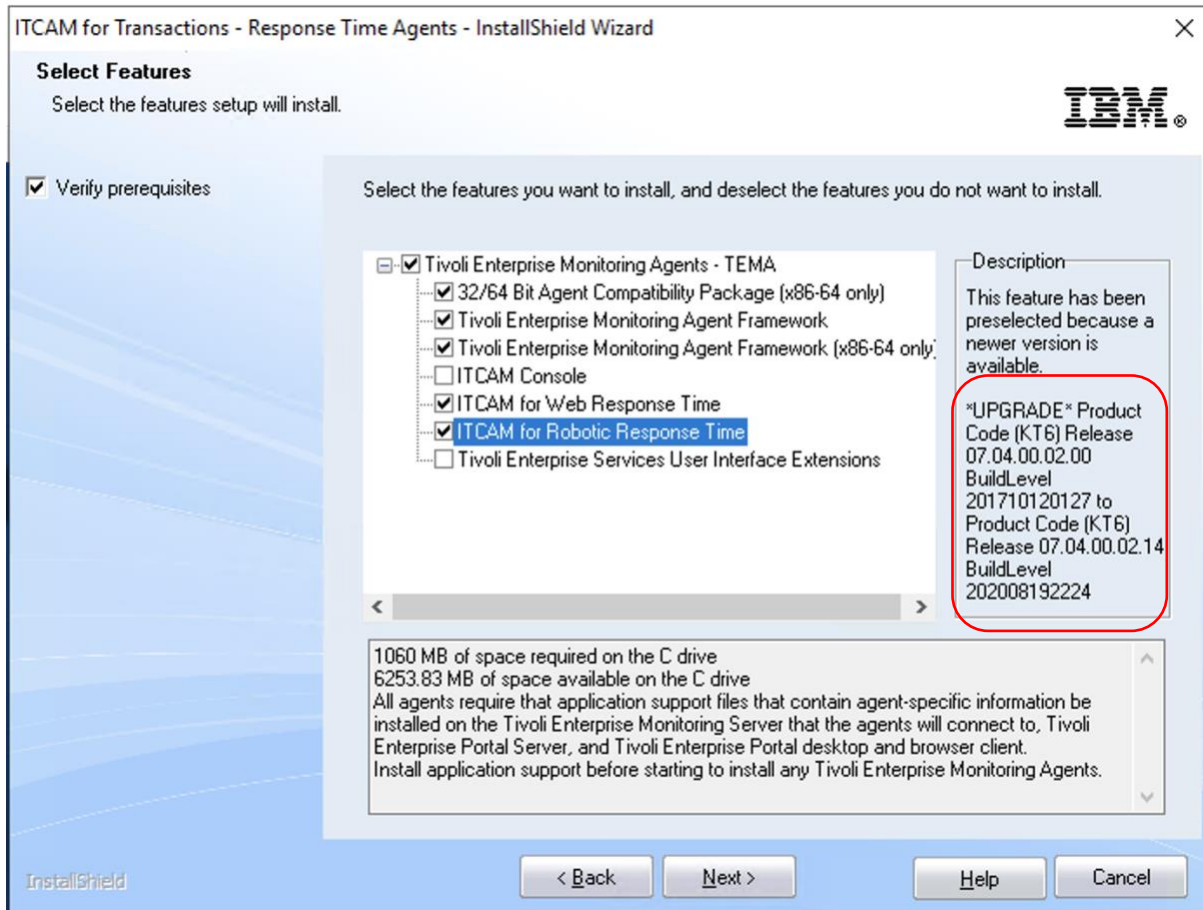 ITCAM for Transactions - Response Time Agents - InstallShield Wizard
Select Features
Select the features setup will install.
IBM®
Verify prerequisites
Select the features you want to install, and deselect the features you do not want to install.
Tivoli Enterprise Monitoring Agents - TEMA
32/64 Bit Agent Compatibility Package (x86-64 only)
Tivoli Enterprise Monitoring Agent Framework
Tivoli Enterprise Monitoring Agent Framework (x86-64 only)
ITCAM Console
ITCAM for Web Response Time
ITCAM for Robotic Response Time
Tivoli Enterprise Services User Interface Extensions
Description
This feature has been
preselected because a
newer version is
available.
*UPGRADE* Product
Code (KT6) Release
07.04.00.02.00
BuildLevel
201710120127 to
Product Code (KT6)
Release 07.04.00.02.14
BuildLevel
202008192224
1060 MB of space required on the C drive
6253.83 MB of space available on the C drive
All agents require that application support files that contain agent-specific information be
installed on the Tivoli Enterprise Monitoring Server that the agents will connect to, Tivoli
Enterprise Portal Server, and Tivoli Enterprise Portal desktop and browser client.
Install application support before starting to install any Tivoli Enterprise Monitoring Agents.
InstallShield
< Back
Next >
Help
Cancel